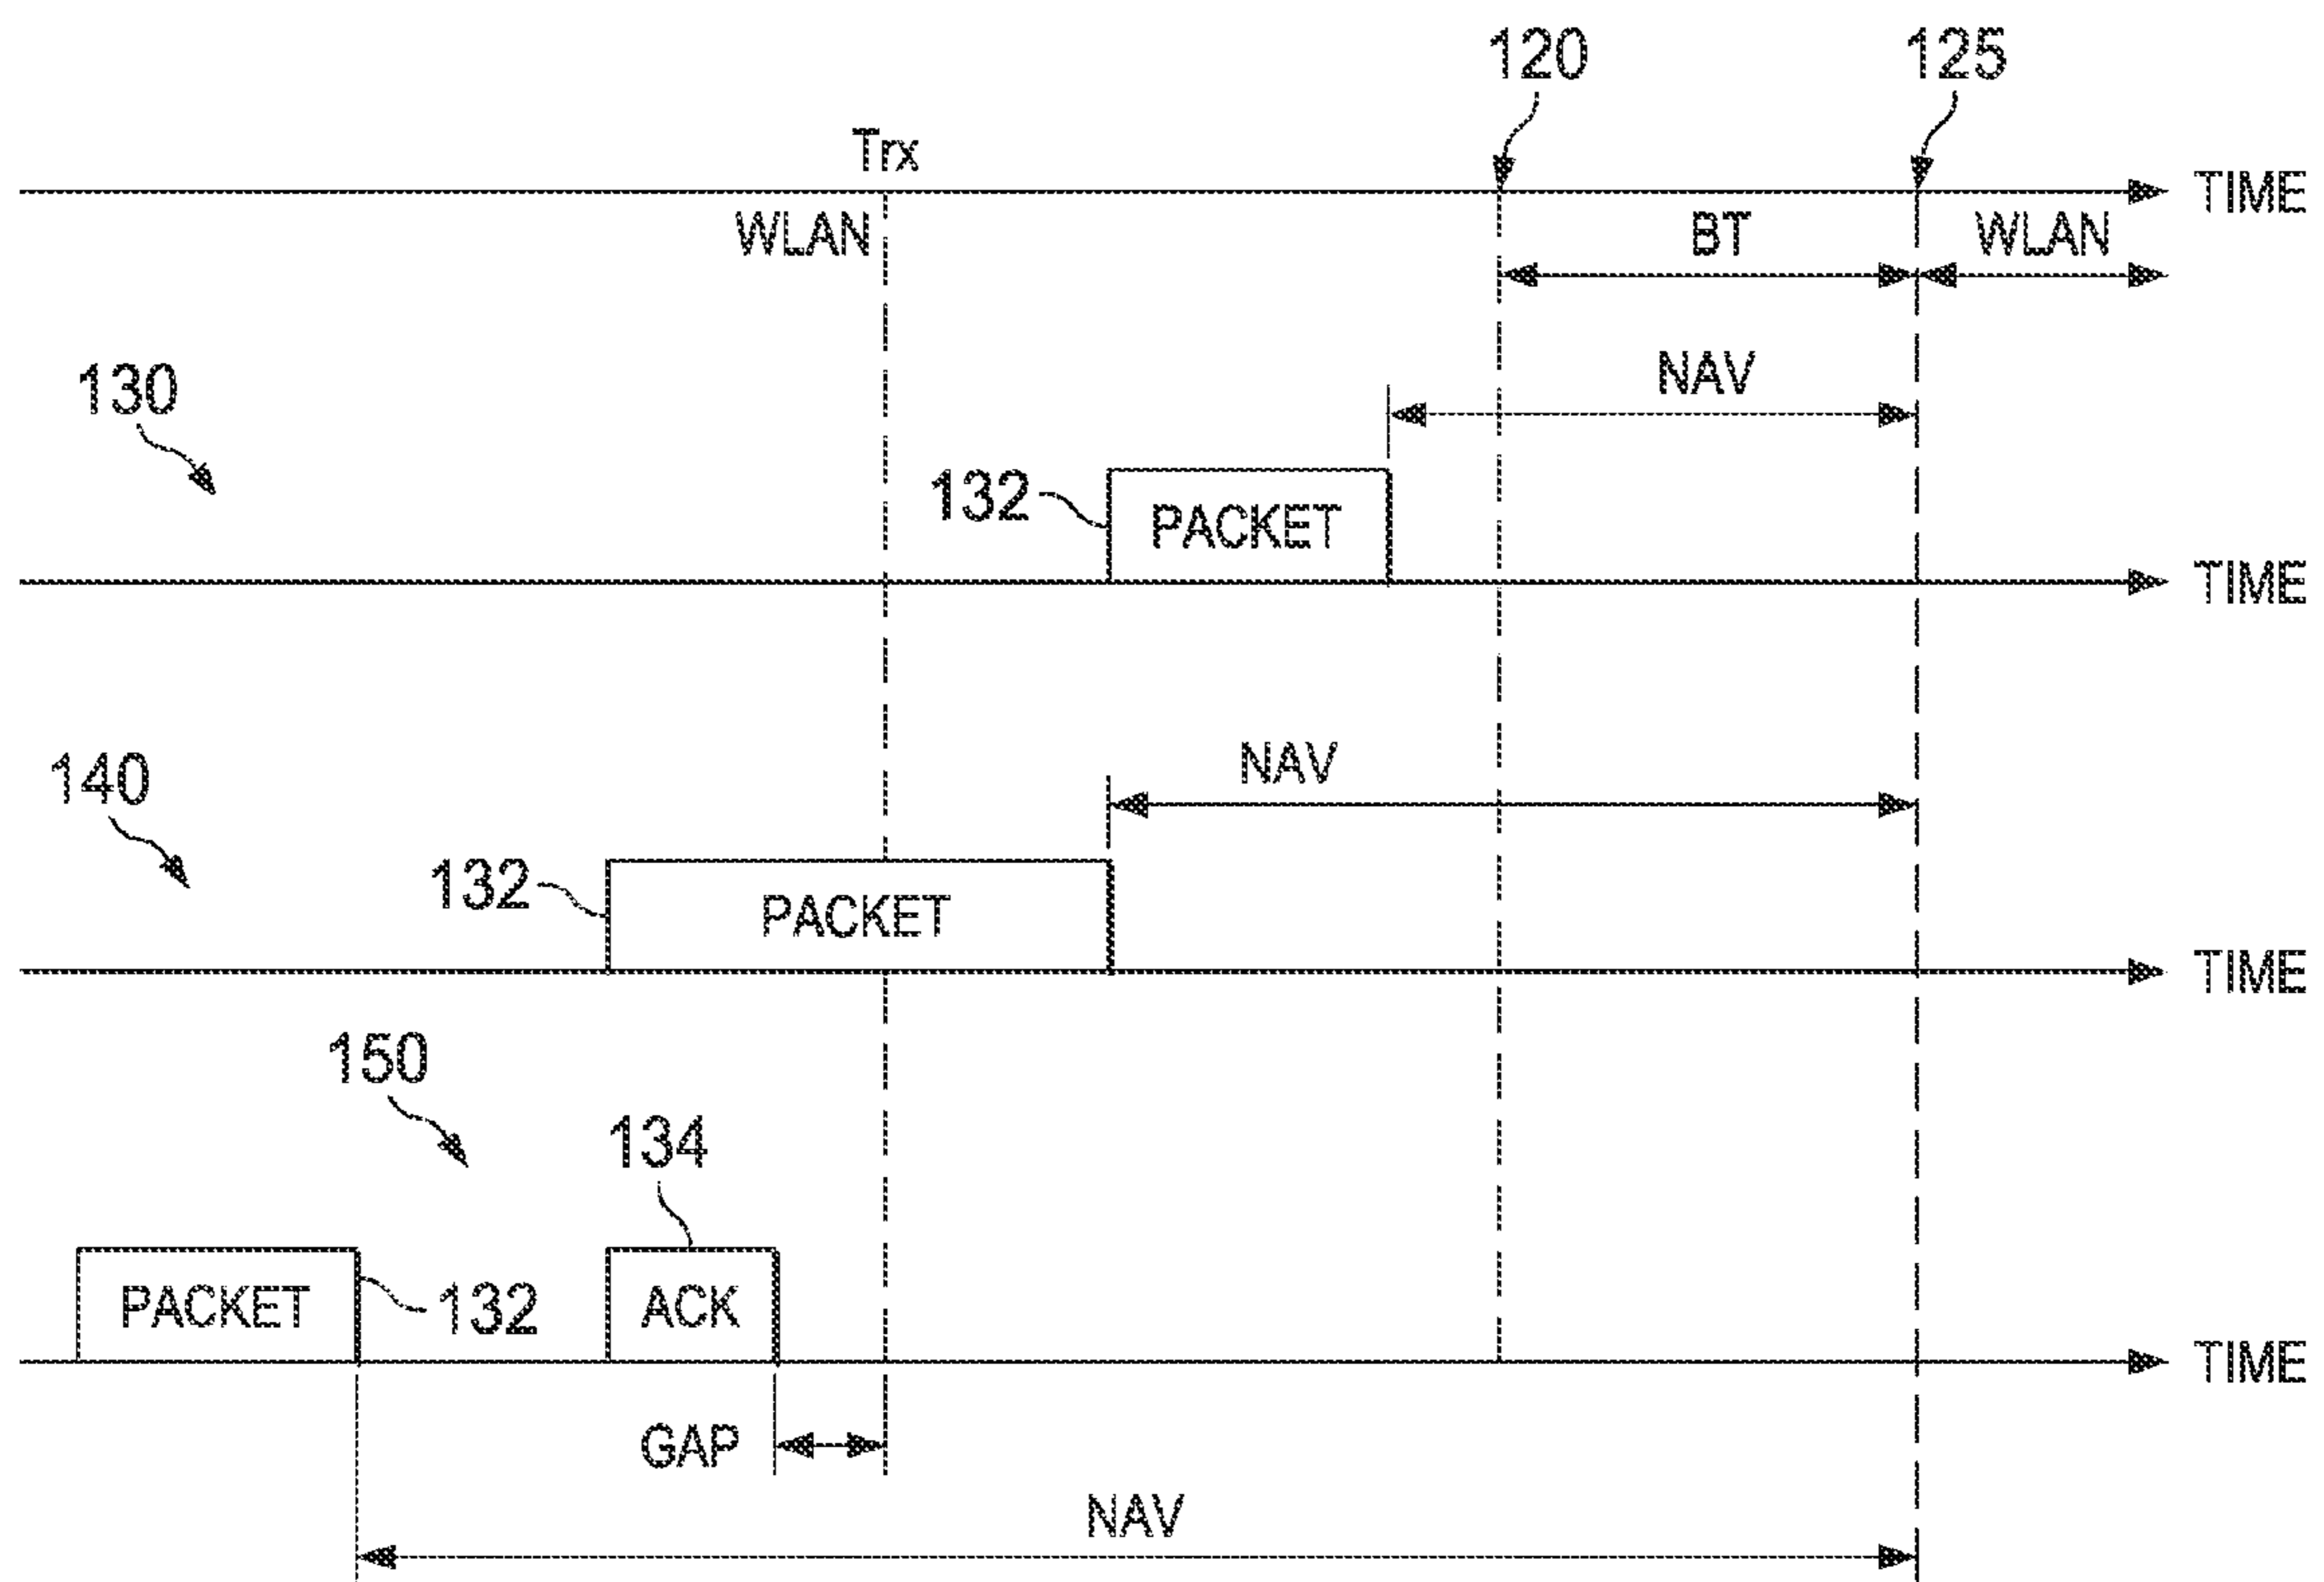 120
125
Trx
TIME
WLAN
BT
WLAN
NAV
130
132
PACKET
TIME
NAV
140
132
PACKET
TIME
150
134
PACKET
132
ACK
TIME
GAP
NAV